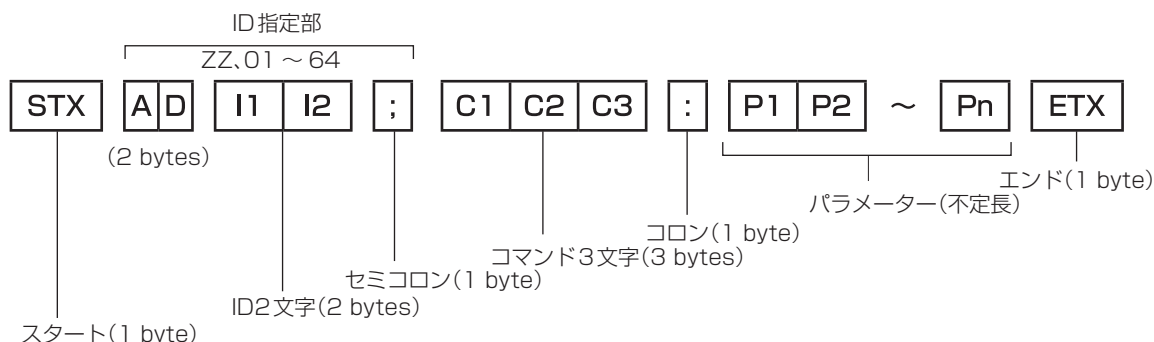 ID指定部
ZZ、01 ~ 64
STX A D I1 I2 ; C1 C2 C3 : P1 P2 ~ Pn ETX
(2 bytes)
エンド(1 byte)
パラメーター(不定長)
コロン(1 byte)
コマンド3文字(3 bytes)
セミコロン(1 byte)
ID2文字(2 bytes)
スタート(1 byte)